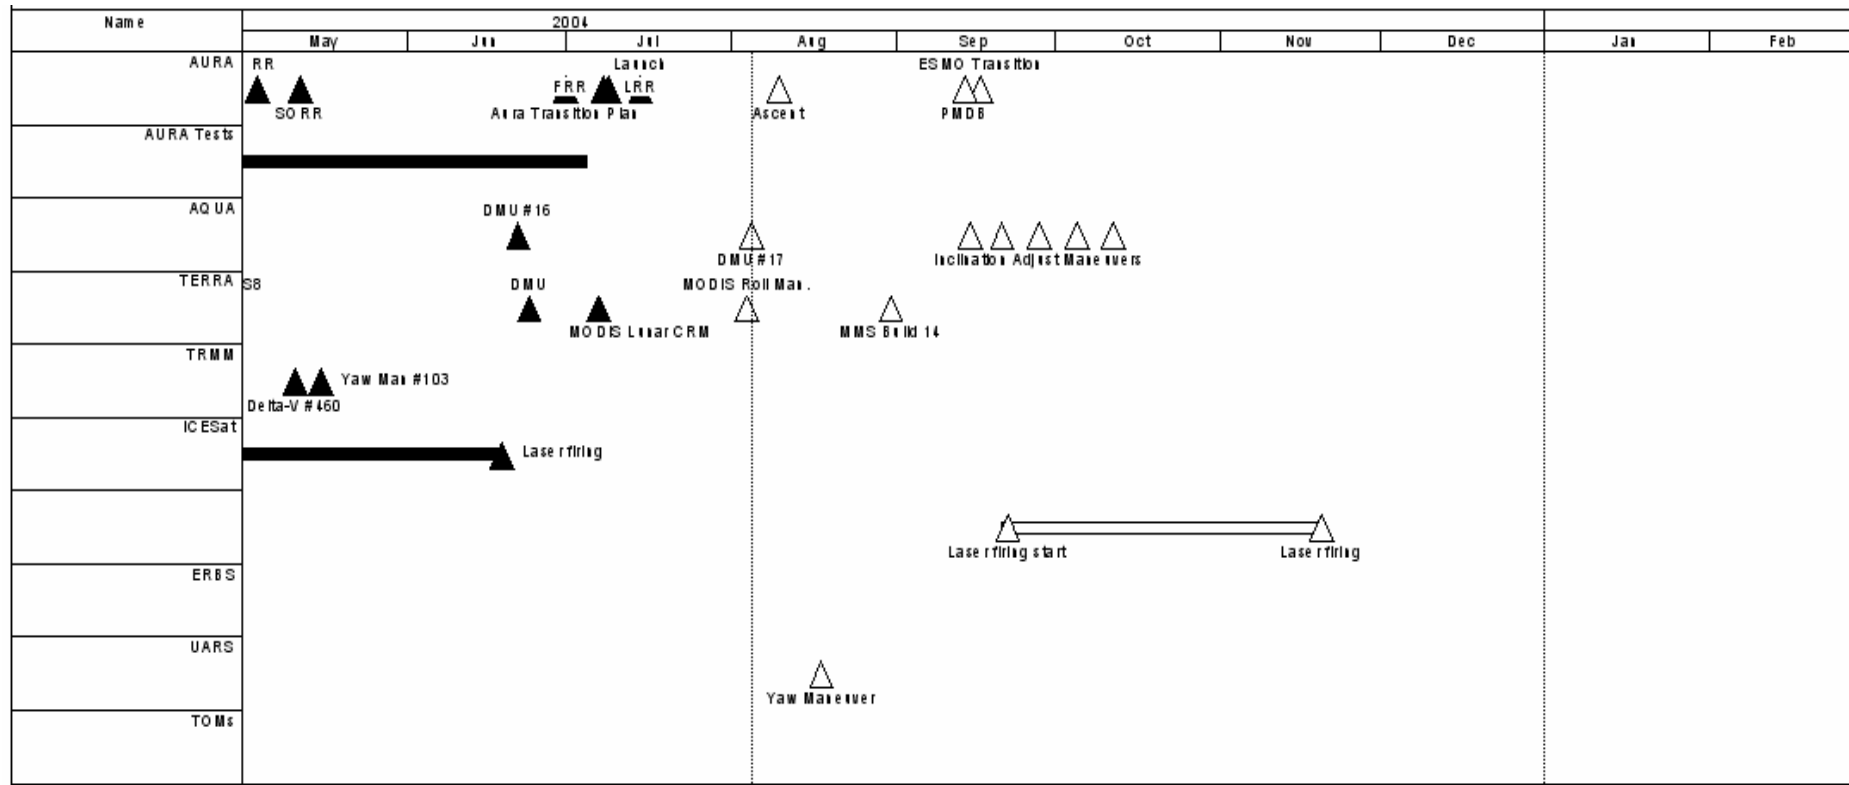 Name
2004
May Jun Jul Aug Sep Oct Nov Dec Jan Feb
AURA RR Launch ESMO Transition
FRR LRR
SORR Aura Transition Plan Ascent PMDB
AURA Tests
AQUA DMU #16
DMU #17 Inclination Adjust Maneuvers
TERRA S8 DMU MODIS Roll Man.
MODIS Lunar CRM MMS Build 14
TRMM
Yaw Man #103
Delta-V #460
ICESat
Laser firing
Laser firing start Laser firing
ERBS
UARS
Yaw Maneuver
TOMs